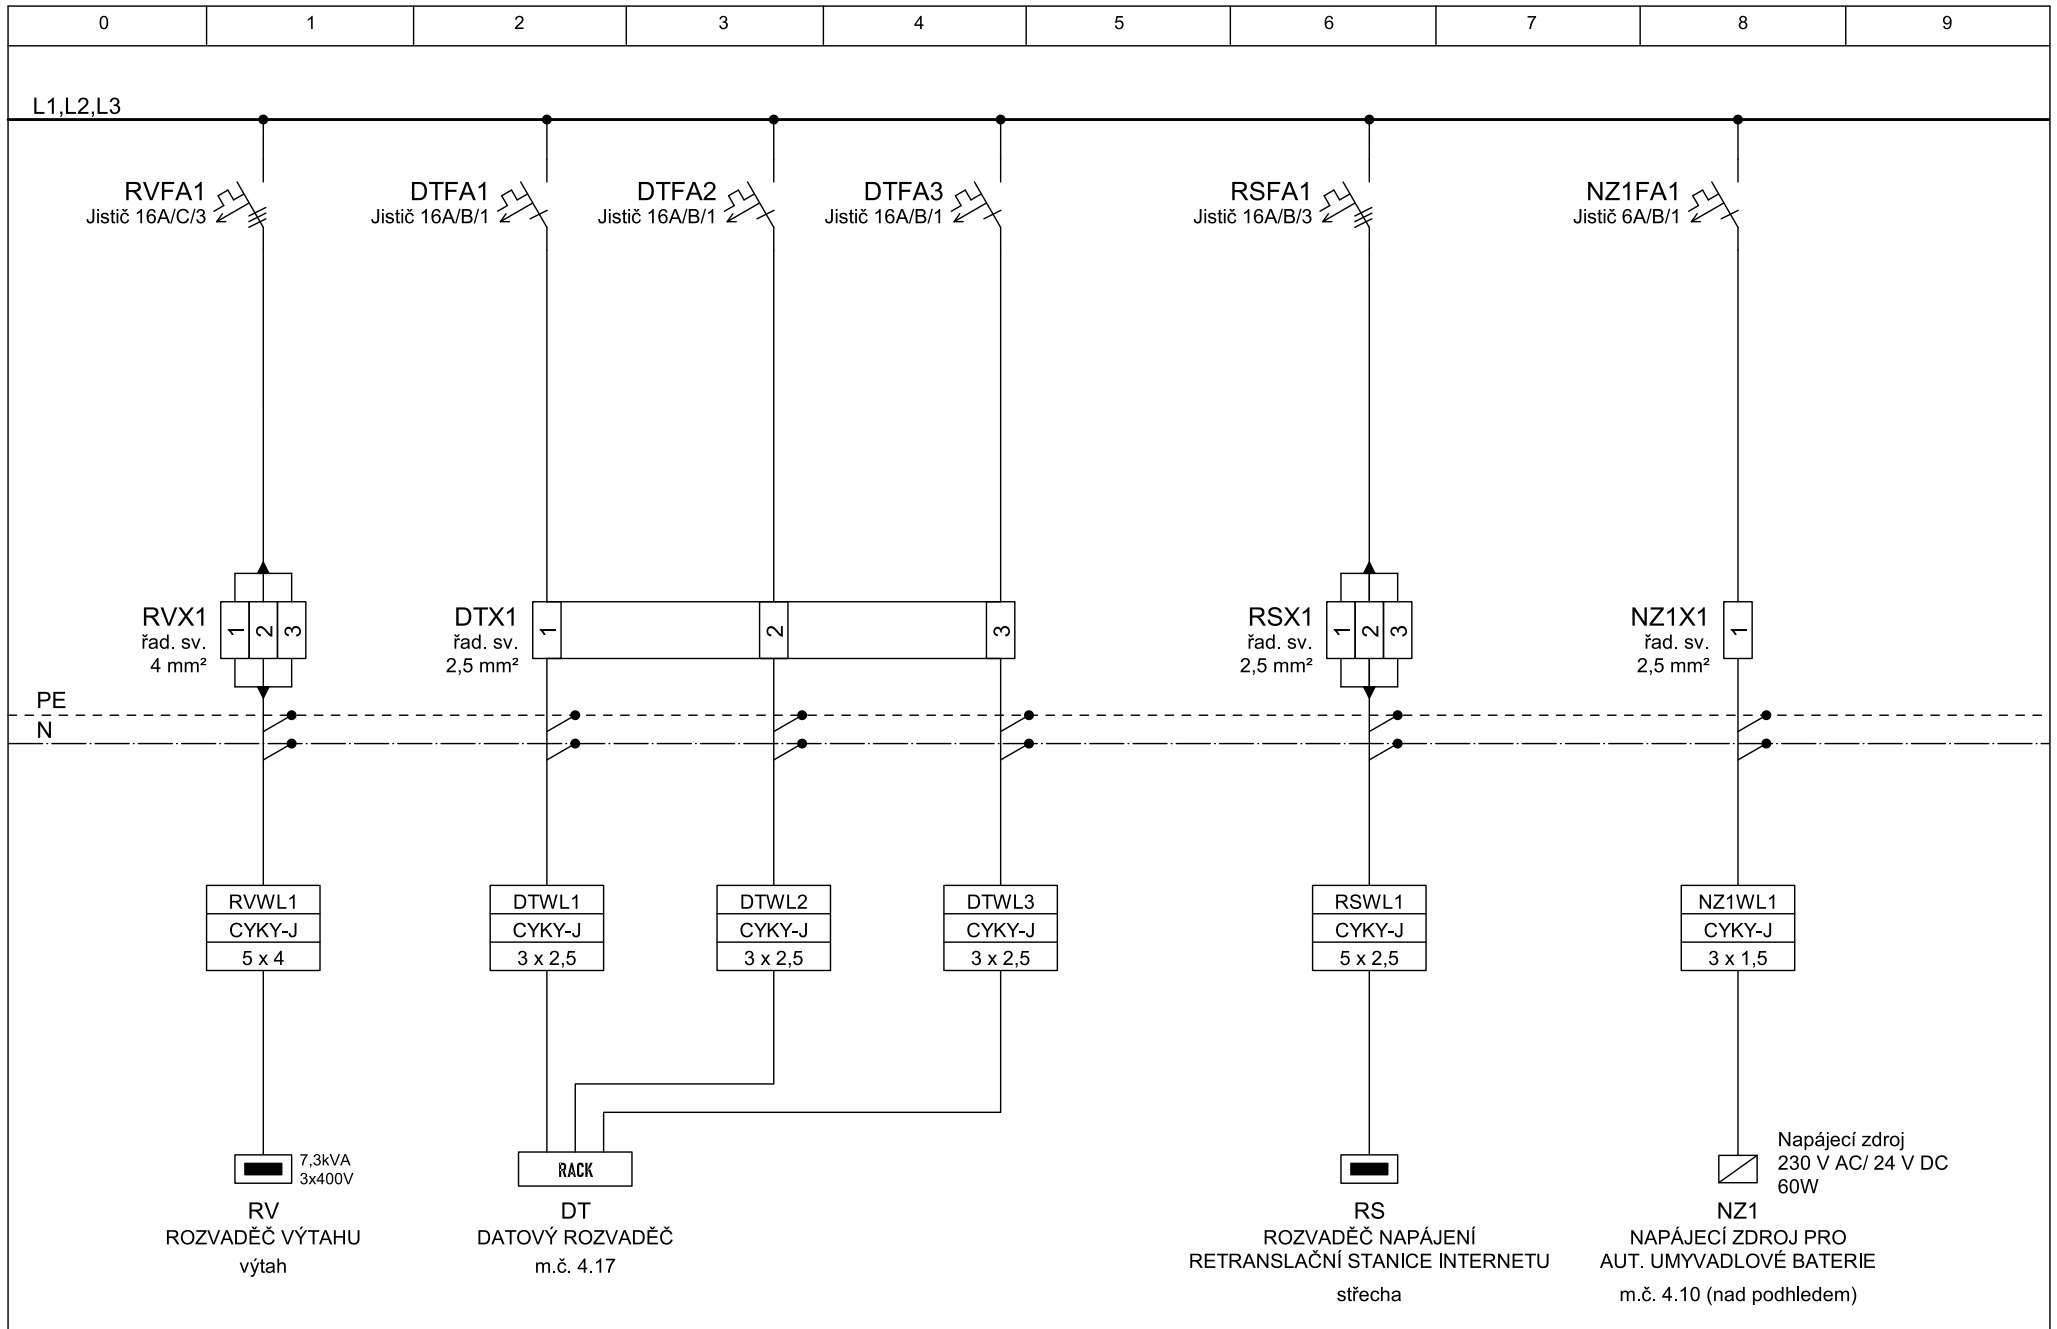 0 1 2 3 4 5 6 7 8 9
L1,L2,L3
RVFA1
Jistič 16A/C/3
DTFA1
Jistič 16A/B/1
DTFA2
Jistič 16A/B/1
DTFA3
Jistič 16A/B/1
RSFA1
Jistič 16A/B/3
NZ1FA1
Jistič 6A/B/1
RVX1
řad. sv.
4 mm²
1 2 3
DTX1
řad. sv.
2,5 mm²
1 2 3
RSX1
řad. sv.
2,5 mm²
1 2 3
NZ1X1
řad. sv.
2,5 mm²
1
PE
N
RVWL1
CYKY-J
5 x 4
DTWL1
CYKY-J
3 x 2,5
DTWL2
CYKY-J
3 x 2,5
DTWL3
CYKY-J
3 x 2,5
RSWL1
CYKY-J
5 x 2,5
NZ1WL1
CYKY-J
3 x 1,5
7,3kVA
3x400V
RV
ROZVADĚČ VÝTAHU
výtah
RACK
DT
DATOVÝ ROZVADĚČ
m.č. 4.17
RS
ROZVADĚČ NAPÁJENÍ
RETRANSLAČNÍ STANICE INTERNETU
střecha
Napájecí zdroj
230 V AC/ 24 V DC
60W
NZ1
NAPÁJECÍ ZDROJ PRO
AUT. UMYVADLOVÉ BATERIE
m.č. 4.10 (nad podhledem)